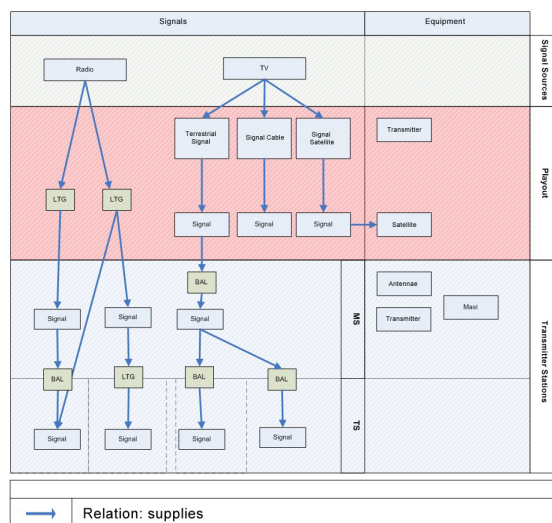 Signals
Equipment
Signal Sources
Radio
TV
Playout
Terrestrial
Signal
Signal Cable
Signal
Satellite
Transmitter
LTG
LTG
Signal
Signal
Signal
Satellite
Transmitter Stations
MS
BAL
Antennae
Mast
Signal
Signal
Signal
Transmitter
BAL
LTG
BAL
BAL
TS
Signal
Signal
Signal
Signal
Relation: supplies